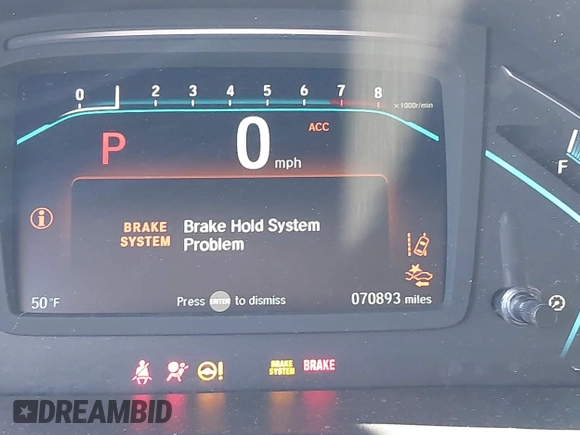 0 2 3 4 5 6 7 8 ×1000r/min
P 0 mph ACC
F
BRAKE SYSTEM Brake Hold System Problem
50°F Press ENTER to dismiss 070893 miles
BRAKE SYSTEM BRAKE
DREAMBID